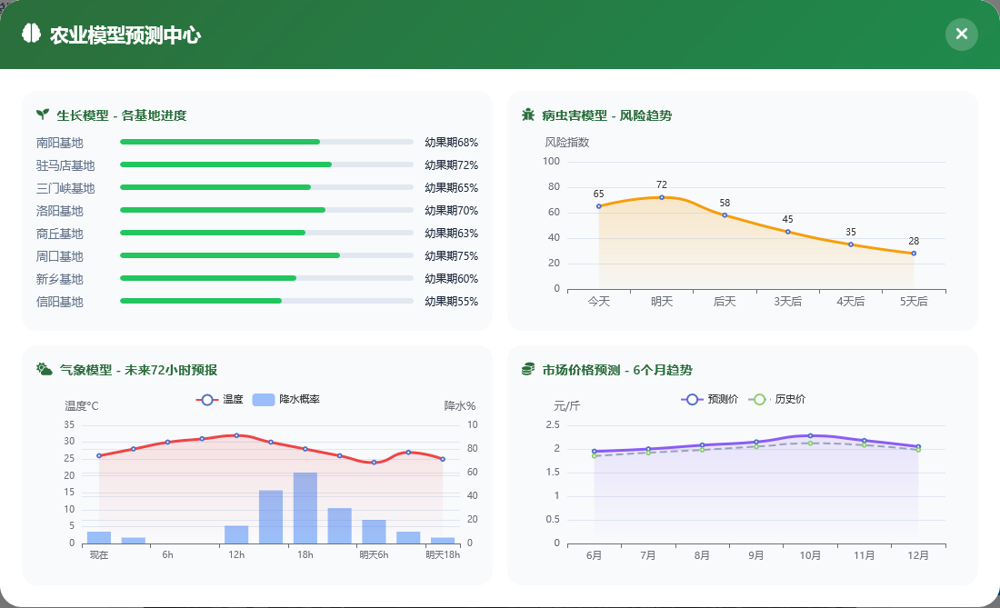 农业模型预测中心
生长模型 - 各基地进度
南阳基地 幼果期68%
驻马店基地 幼果期72%
三门峡基地 幼果期65%
洛阳基地 幼果期70%
商丘基地 幼果期63%
周口基地 幼果期75%
新乡基地 幼果期60%
信阳基地 幼果期55%
病虫害模型 - 风险趋势
风险指数
100
80
60
40
20
0
65 72 58 45 35 28
今天 明天 后天 3天后 4天后 5天后
气象模型 - 未来72小时预报
温度 降水概率
温度°C 降水%
35 10
30 80
25 60
20
15 40
10 20
5
0 0
现在 6h 12h 18h 明天6h 明天18h
市场价格预测 - 6个月趋势
预测价 历史价
元/斤
2.5
2
1.5
1
0.5
0
6月 7月 8月 9月 10月 11月 12月